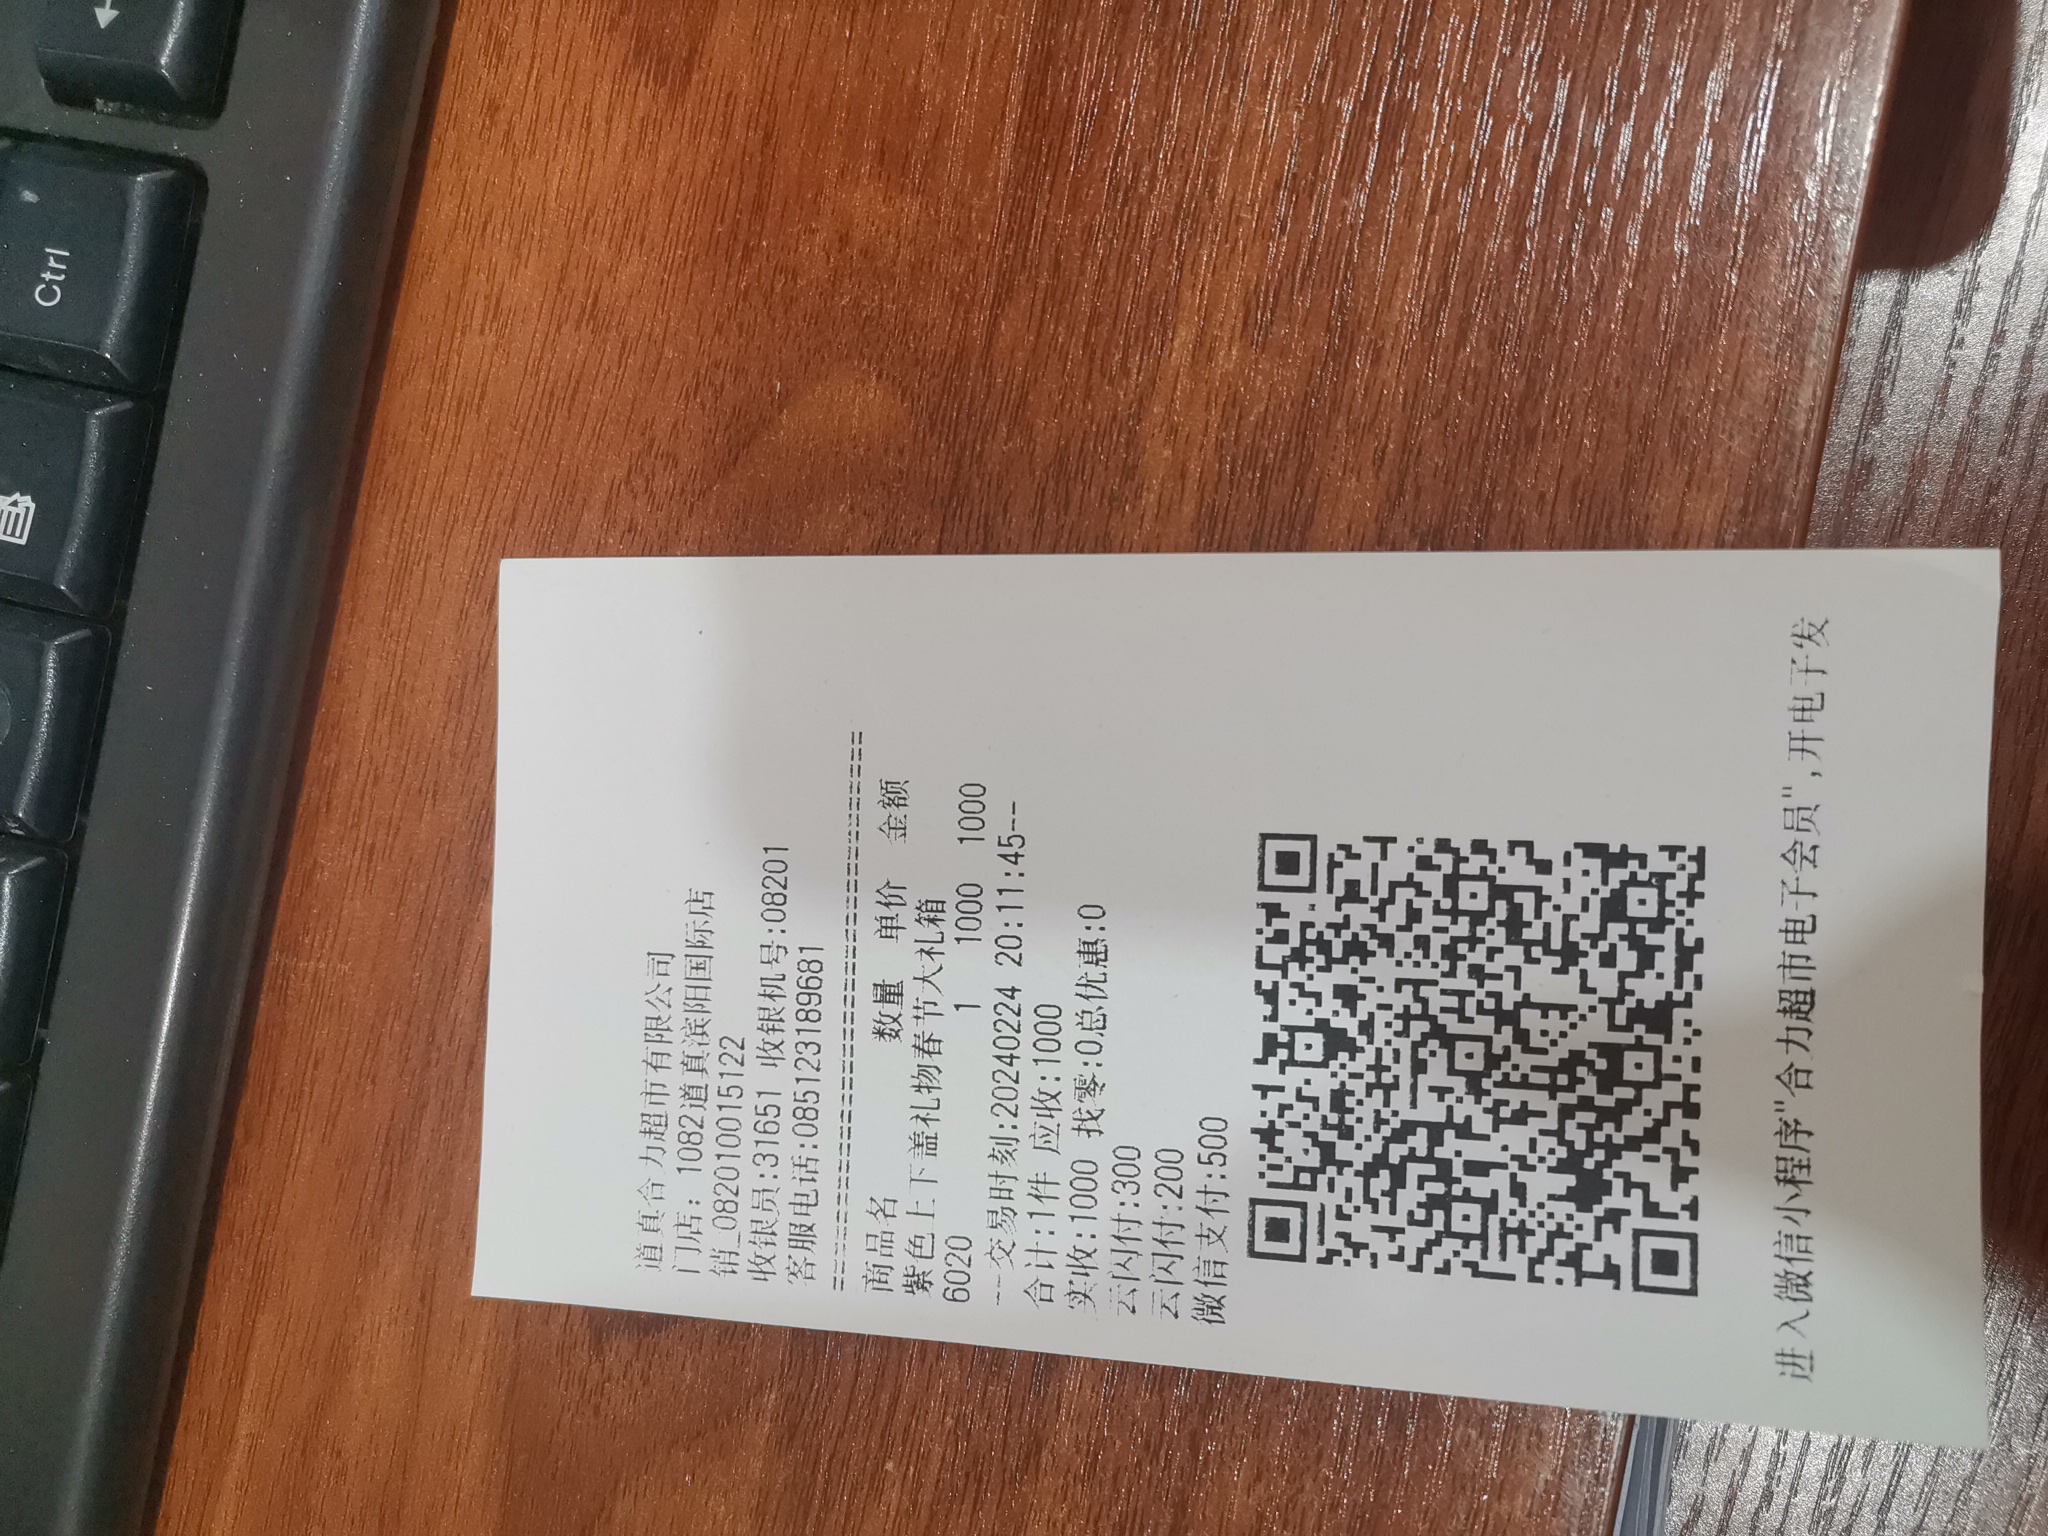 Ctrl
道真合力超市有限公司
门店：1082道真滨阳国际店
销_082010015122
收银员:31651 收银机号:08201
客服电话:085123189681
================================
商品名 数量 单价 金额
紫色上下盖礼物春节大礼箱
6020 1 1000 1000
--交易时刻:20240224 20:11:45--
合计:1件 应收:1000
实收:1000 找零:0总优惠:0
云闪付:300
云闪付:200
微信支付:500
进入微信小程序"合力超市电子会员",开电子发